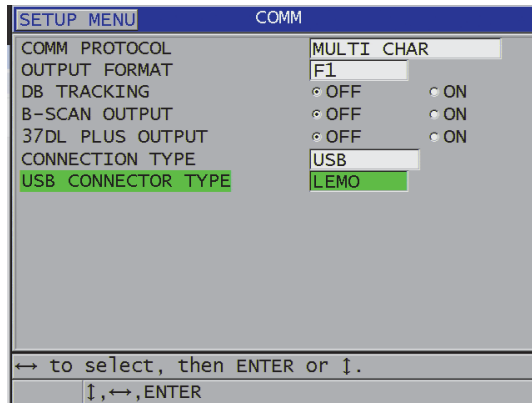 SETUP MENU COMM
COMM PROTOCOL MULTI CHAR
OUTPUT FORMAT F1
DB TRACKING OFF ON
B-SCAN OUTPUT OFF ON
37DL PLUS OUTPUT OFF ON
CONNECTION TYPE USB
USB CONNECTOR TYPE LEMO
↔ to select, then ENTER or ↕.
↕,↔,ENTER